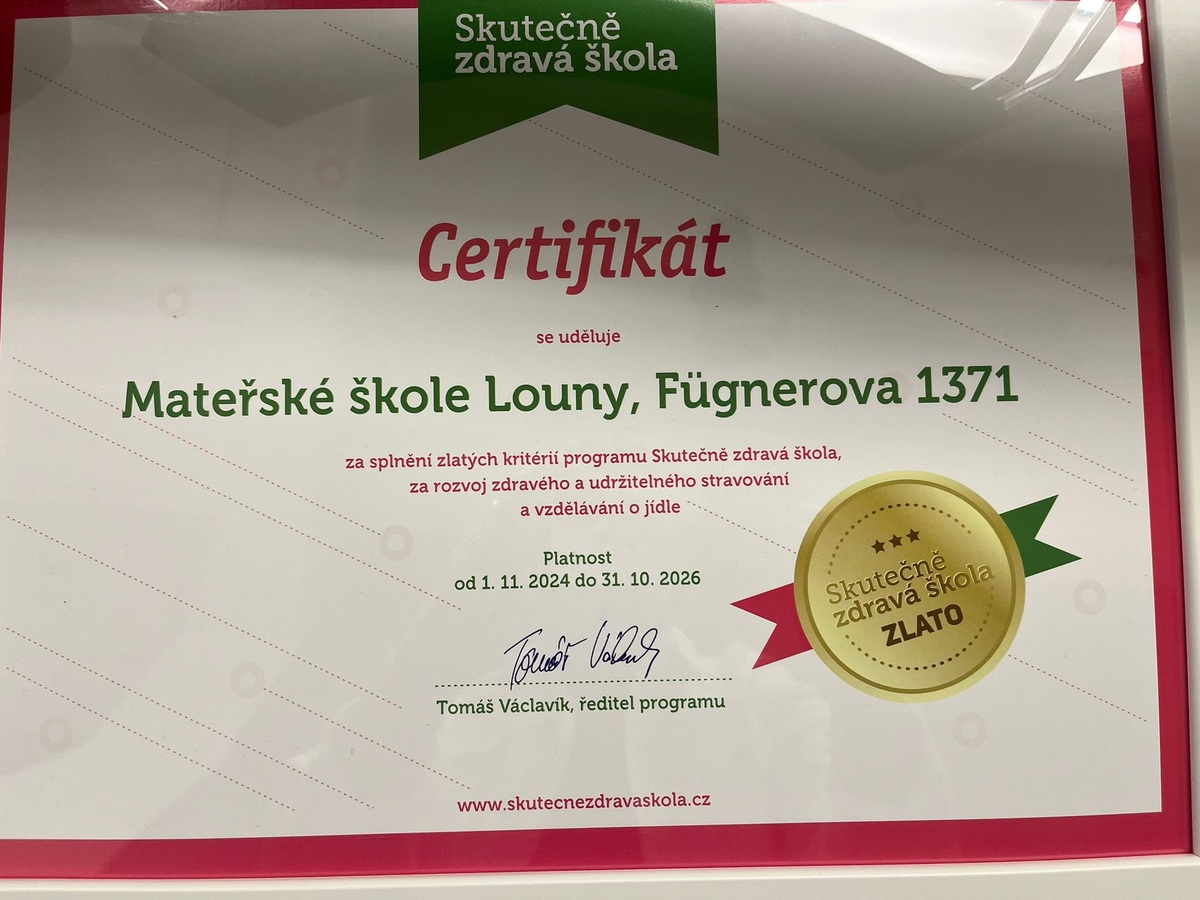 Skutečně
zdravá škola
Certifikát
se uděluje
Mateřské škole Louny, Fügnerova 1371
za splnění zlatých kritérií programu Skutečně zdravá škola,
za rozvoj zdravého a udržitelného stravování
a vzdělávání o jídle
Platnost
od 1. 11. 2024 do 31. 10. 2026
Skutečně
zdravá škola
ZLATO
Tomáš Václavík
Tomáš Václavík, ředitel programu
www.skutecnezdravaskola.cz